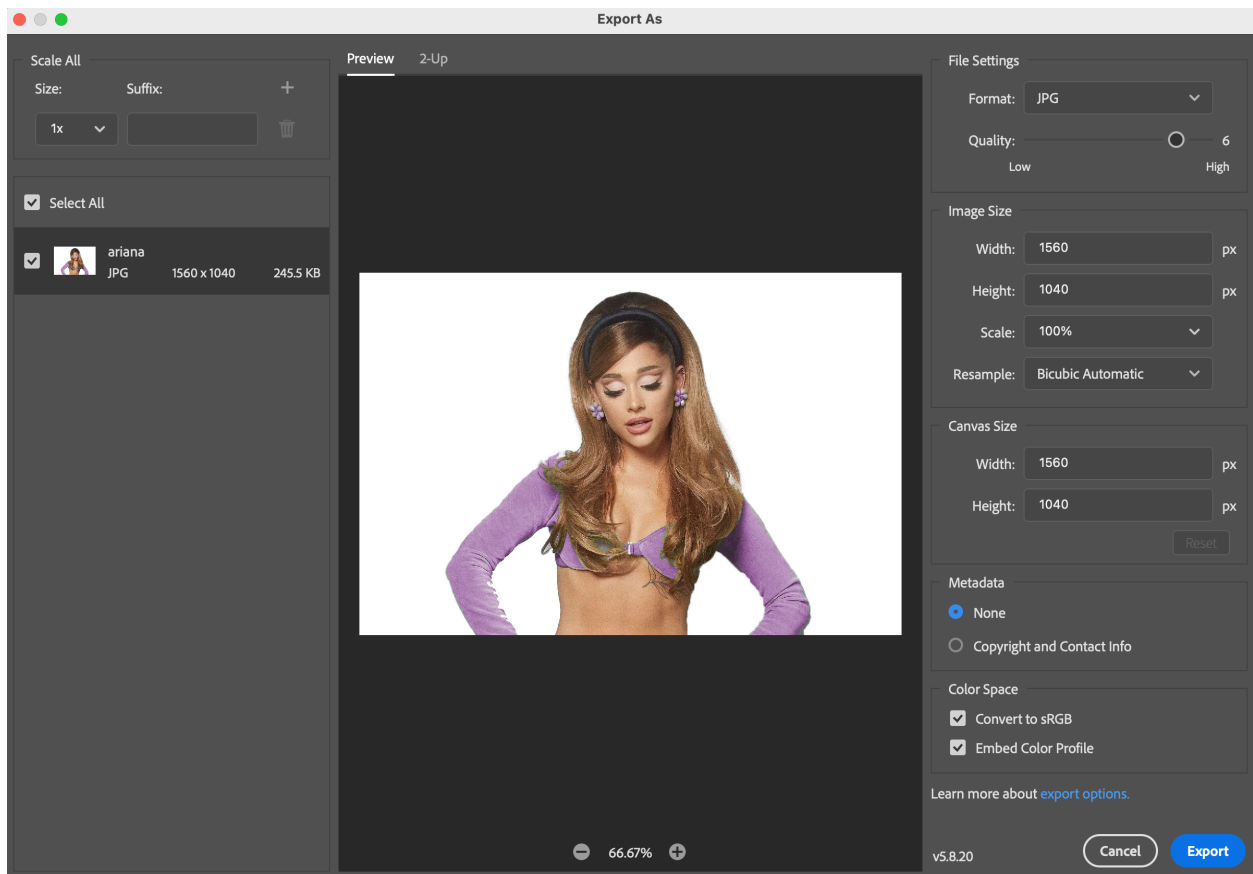 Export As
Scale All
Size: Suffix: +
1x
Select All
ariana
JPG 1560 x 1040 245.5 KB
Preview 2-Up
66.67%
File Settings
Format: JPG
Quality: 6
Low High
Image Size
Width: 1560 px
Height: 1040 px
Scale: 100%
Resample: Bicubic Automatic
Canvas Size
Width: 1560 px
Height: 1040 px
Reset
Metadata
None
Copyright and Contact Info
Color Space
Convert to sRGB
Embed Color Profile
Learn more about export options.
v5.8.20 Cancel Export